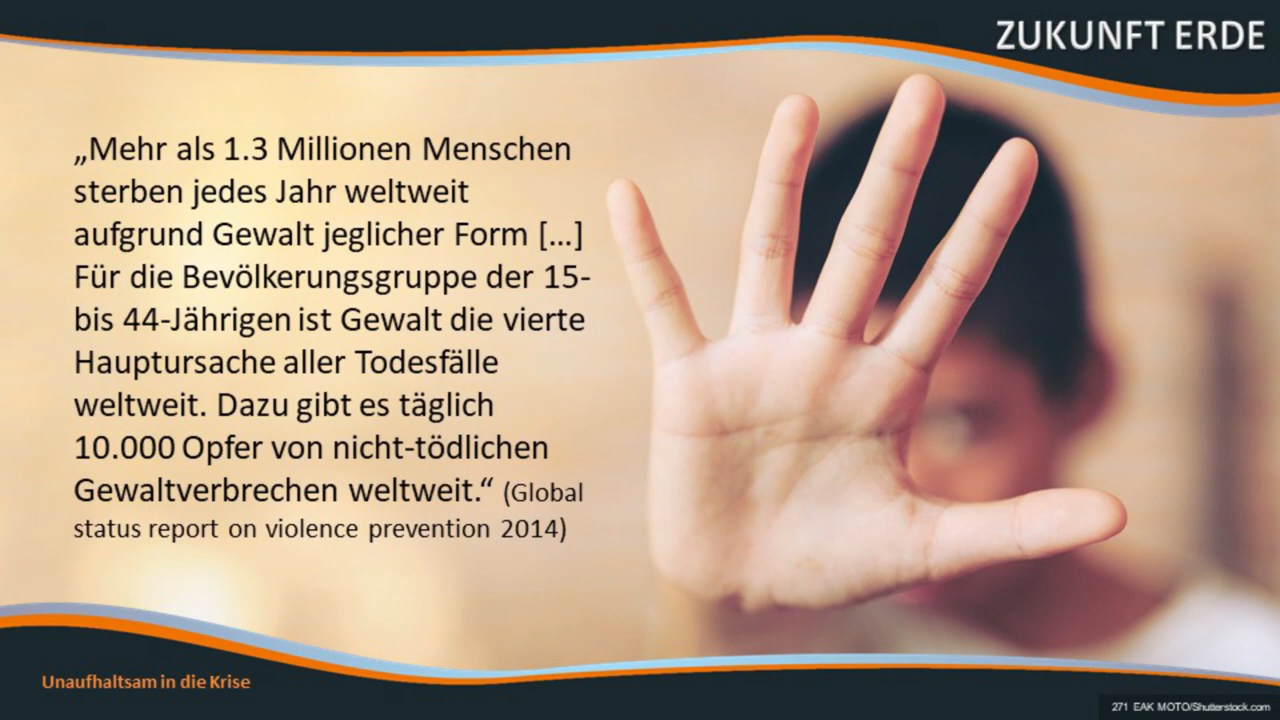 ZUKUNFT ERDE
„Mehr als 1.3 Millionen Menschen
sterben jedes Jahr weltweit
aufgrund Gewalt jeglicher Form [...]
Für die Bevölkerungsgruppe der 15-
bis 44-Jährigen ist Gewalt die vierte
Hauptursache aller Todesfälle
weltweit. Dazu gibt es täglich
10.000 Opfer von nicht-tödlichen
Gewaltverbrechen weltweit.“ (Global
status report on violence prevention 2014)
Unaufhaltsam in die Krise
271 EAK MOTO/Shutterstock.com